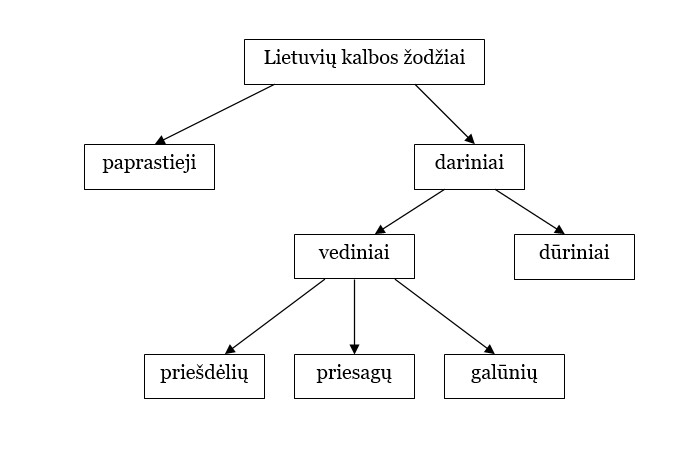 Lietuvių kalbos žodžiai
paprastieji
dariniai
vediniai
dūriniai
priešdėlių
priesagų
galūnių